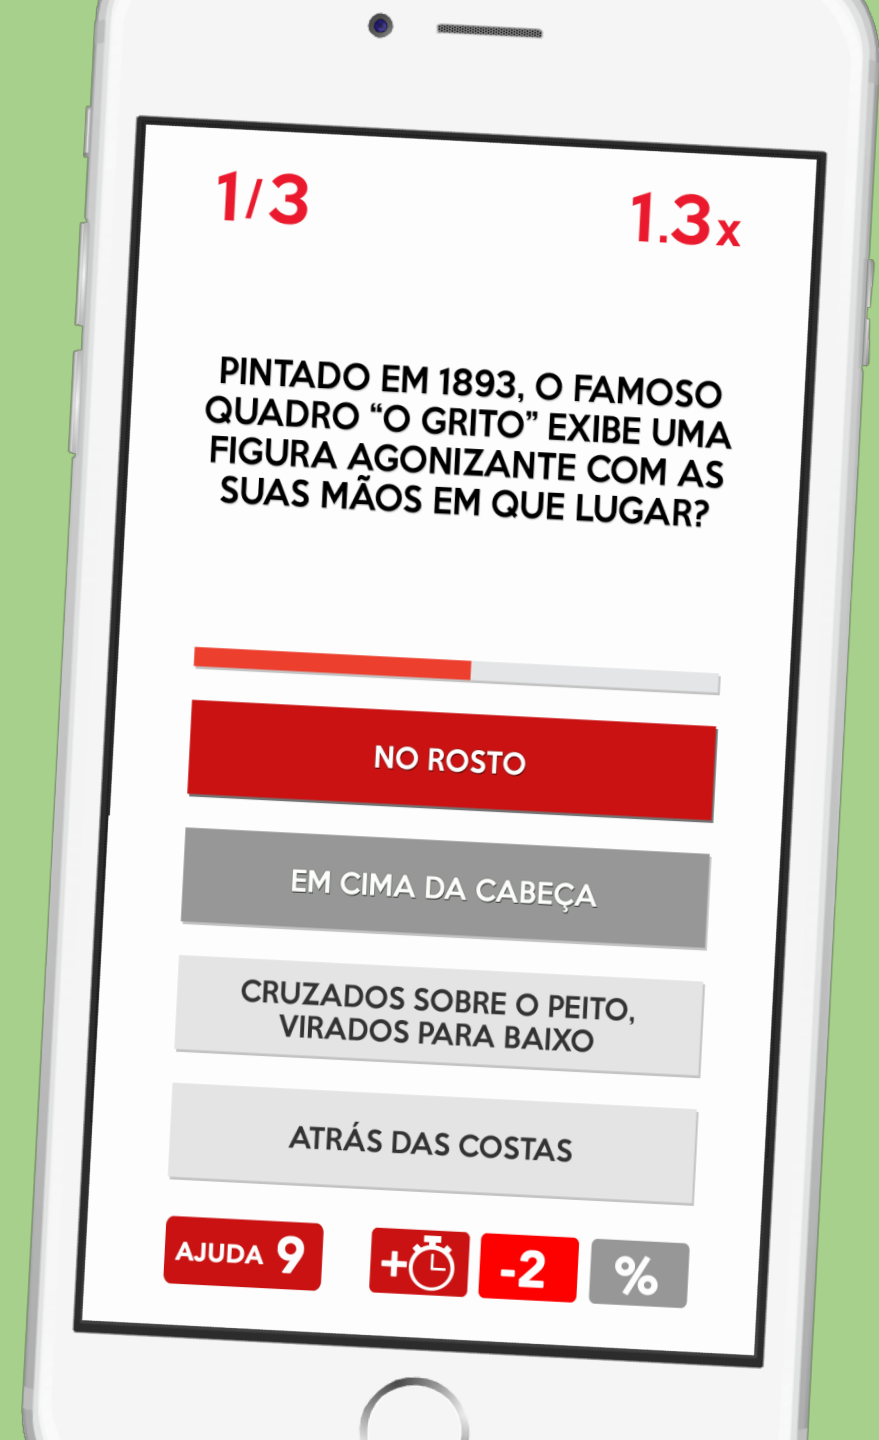 1/3
1.3x
PINTADO EM 1893, O FAMOSO
QUADRO “O GRITO” EXIBE UMA
FIGURA AGONIZANTE COM AS
SUAS MÃOS EM QUE LUGAR?
NO ROSTO
EM CIMA DA CABEÇA
CRUZADOS SOBRE O PEITO,
VIRADOS PARA BAIXO
ATRÁS DAS COSTAS
AJUDA 9
+
-2
%